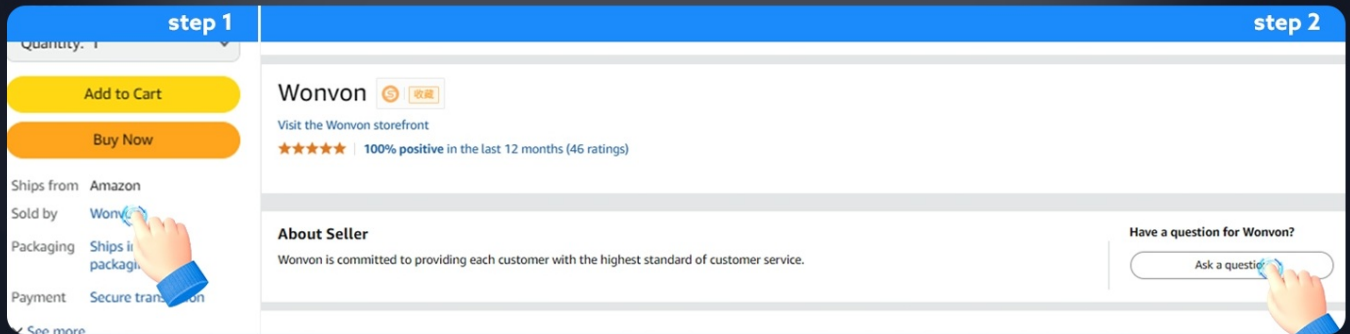 step 1
step 2
Quantity: 1
Add to Cart
Buy Now
Ships from Amazon
Sold by
Packaging Ships
Payment Secure
See more
Wonvon
收藏
Visit the Wonvon storefront
100% positive in the last 12 months (46 ratings)
About Seller
Wonvon is committed to providing each customer with the highest standard of customer service.
Have a question for Wonvon?
Ask a question